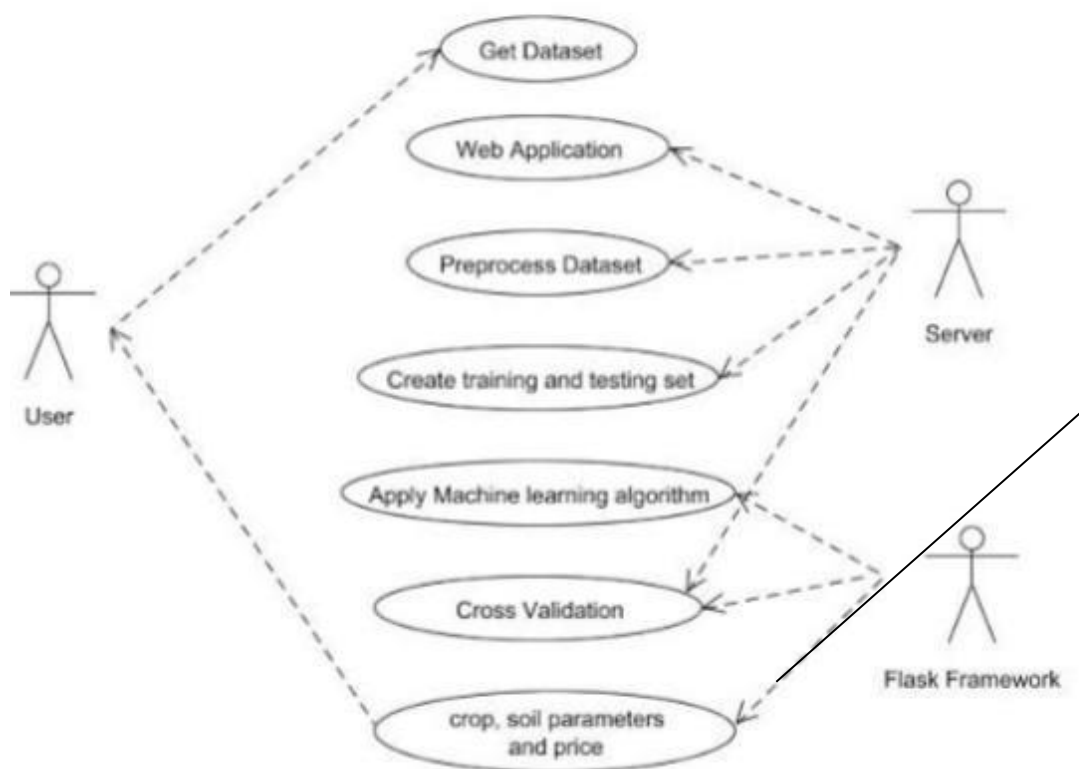 Get Dataset
Web Application
Preprocess Dataset
Server
Create training and testing set
User
Apply Machine learning algorithm
Cross Validation
Flask Framework
crop, soil parameters
and price